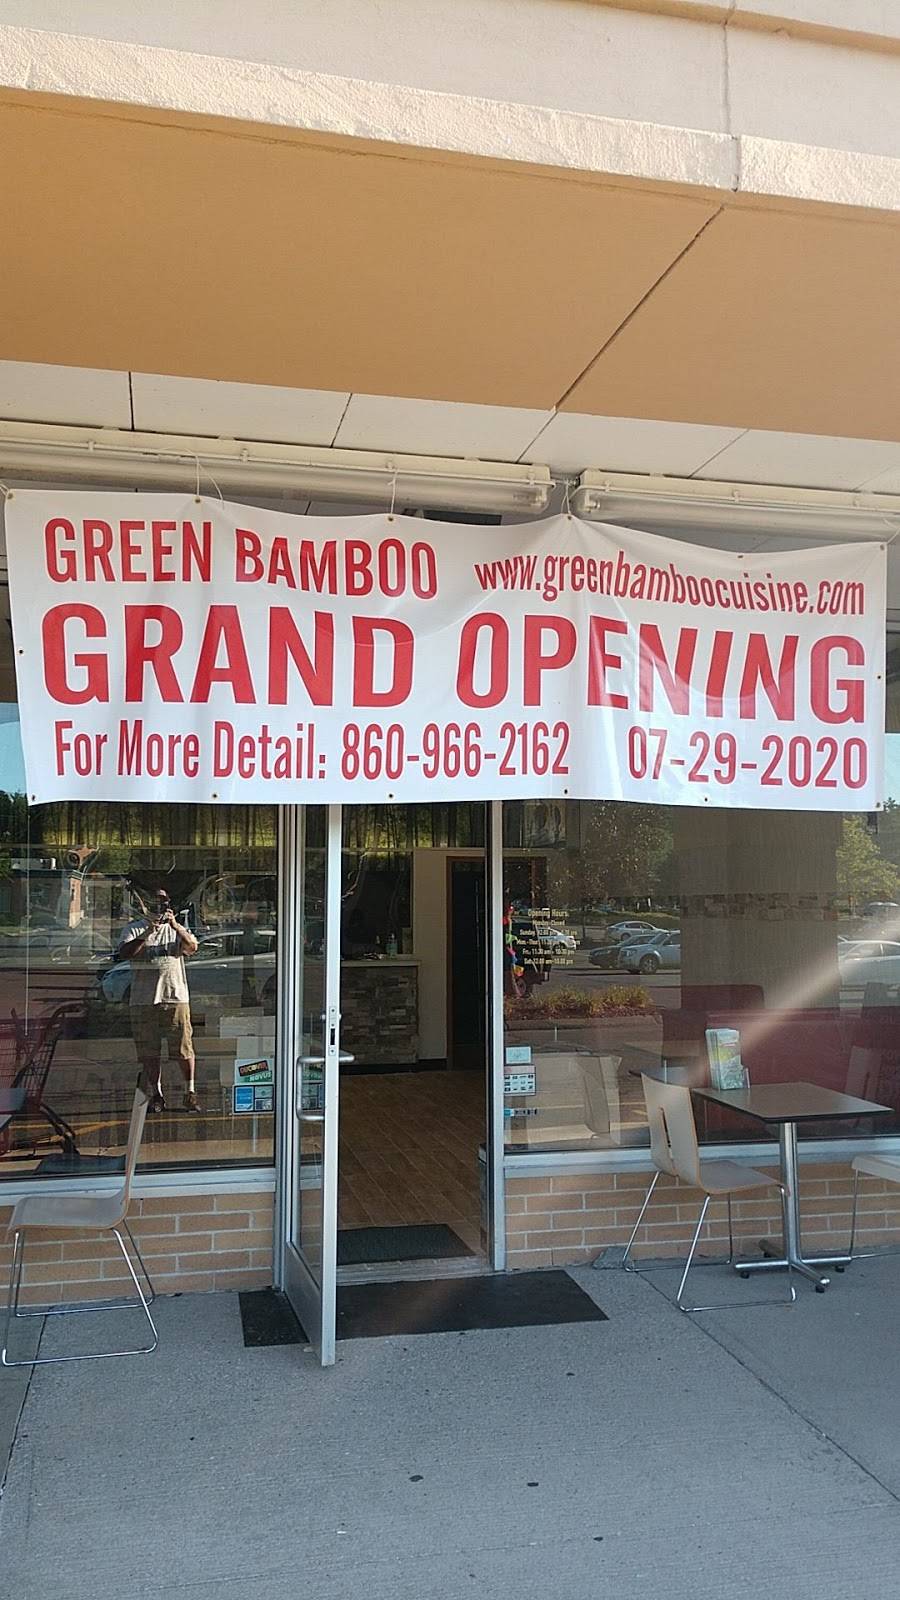 GREEN BAMBOO www.greenbamboocuisine.com
GRAND OPENING
For More Detail: 860-966-2162 07-29-2020
Opening Hours: